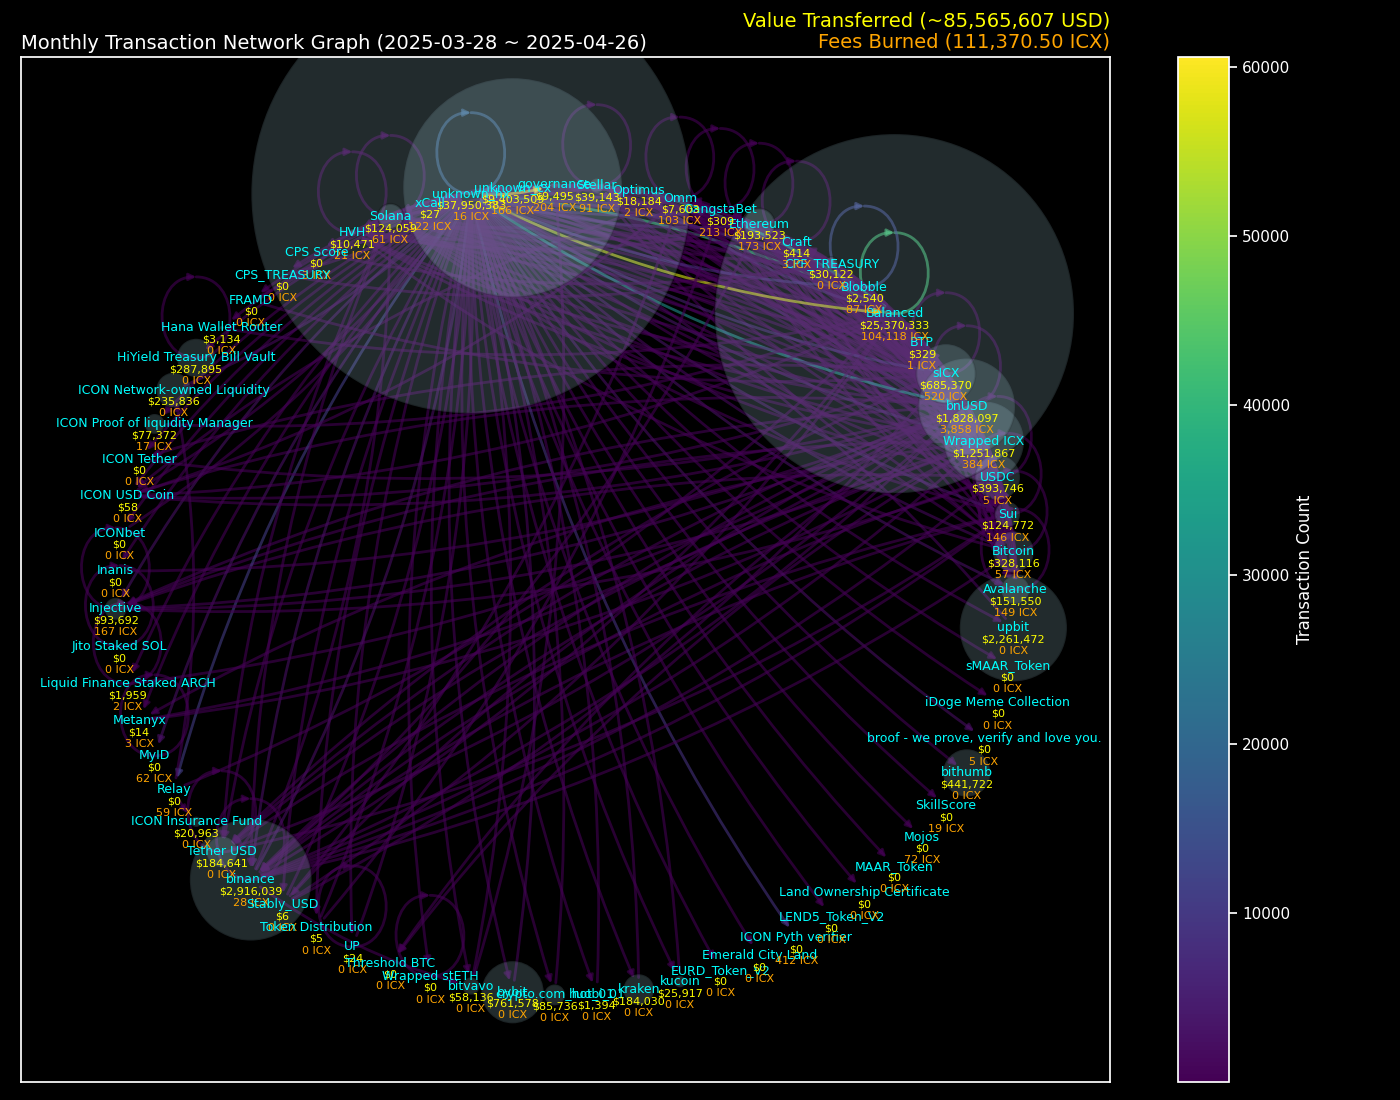 Value Transferred (~85,565,607 USD)
Monthly Transaction Network Graph (2025-03-28 ~ 2025-04-26)
Fees Burned (111,370.50 ICX)
governance
$9,495
204 ICX
Stellar
$39,143
91 ICX
Optimus
$18,184
2 ICX
Omm
$7,603
103 ICX
GangstaBet
$309
213 ICX
Ethereum
$193,523
173 ICX
Craft
$414
CPF_TREASURY
$30,122
0 ICX
Blobble
$2,540
87 ICX
Balanced
$25,370,333
104,118 ICX
BTP
$329
1 ICX
sICX
$685,370
520 ICX
bnUSD
$1,828,097
3,858 ICX
Wrapped ICX
$1,251,867
384 ICX
USDC
$393,746
5 ICX
Sui
$124,772
146 ICX
Bitcoin
$328,116
57 ICX
Avalanche
$151,550
149 ICX
upbit
$2,261,472
0 ICX
sMAAR_Token
$0
0 ICX
iDoge Meme Collection
$0
0 ICX
broof - we prove, verify and love you.
$0
5 ICX
bithumb
$441,722
0 ICX
SkillScore
$0
19 ICX
Mojos
$0
72 ICX
MAAR_Token
$0
0 ICX
Land Ownership Certificate
$0
0 ICX
LEND5_Token_V2
$0
0 ICX
ICON Pyth verifier
$0
412 ICX
Emerald City Land
$0
0 ICX
EURD_Token_V2
$0
0 ICX
kucoin
$25,917
0 ICX
kraken
$184,030
0 ICX
$1,394
0 ICX
crypto.com
$85,736
0 ICX
bybit
$761,578
0 ICX
bitvavo
$58,136
0 ICX
Wrapped stETH
$0
0 ICX
Threshold BTC
$0
0 ICX
UP
$24
0 ICX
Token Distribution
$5
0 ICX
Stably_USD
$6
0 ICX
binance
$2,916,039
28 ICX
Tether USD
$184,641
0 ICX
ICON Insurance Fund
$20,963
0 ICX
Relay
$0
59 ICX
MyID
$0
62 ICX
Metanyx
$14
3 ICX
Liquid Finance Staked ARCH
$1,959
2 ICX
Jito Staked SOL
$0
0 ICX
Injective
$93,692
167 ICX
Inanis
$0
0 ICX
ICONbet
$0
0 ICX
ICON USD Coin
$58
0 ICX
ICON Tether
$0
0 ICX
ICON Proof of liquidity Manager
$77,372
17 ICX
ICON Network-owned Liquidity
$235,836
0 ICX
HiYield Treasury Bill Vault
$287,895
0 ICX
Hana Wallet Router
$3,134
0 ICX
FRAMD
$0
0 ICX
CPS_TREASURY
$0
0 ICX
CPS Score
$0
HVH
$10,471
21 ICX
Solana
$124,059
61 ICX
xCall
$27
122 ICX
$37,950,383
16 ICX
$9,403,509
106 ICX
60000
50000
40000
30000
20000
10000
Transaction Count